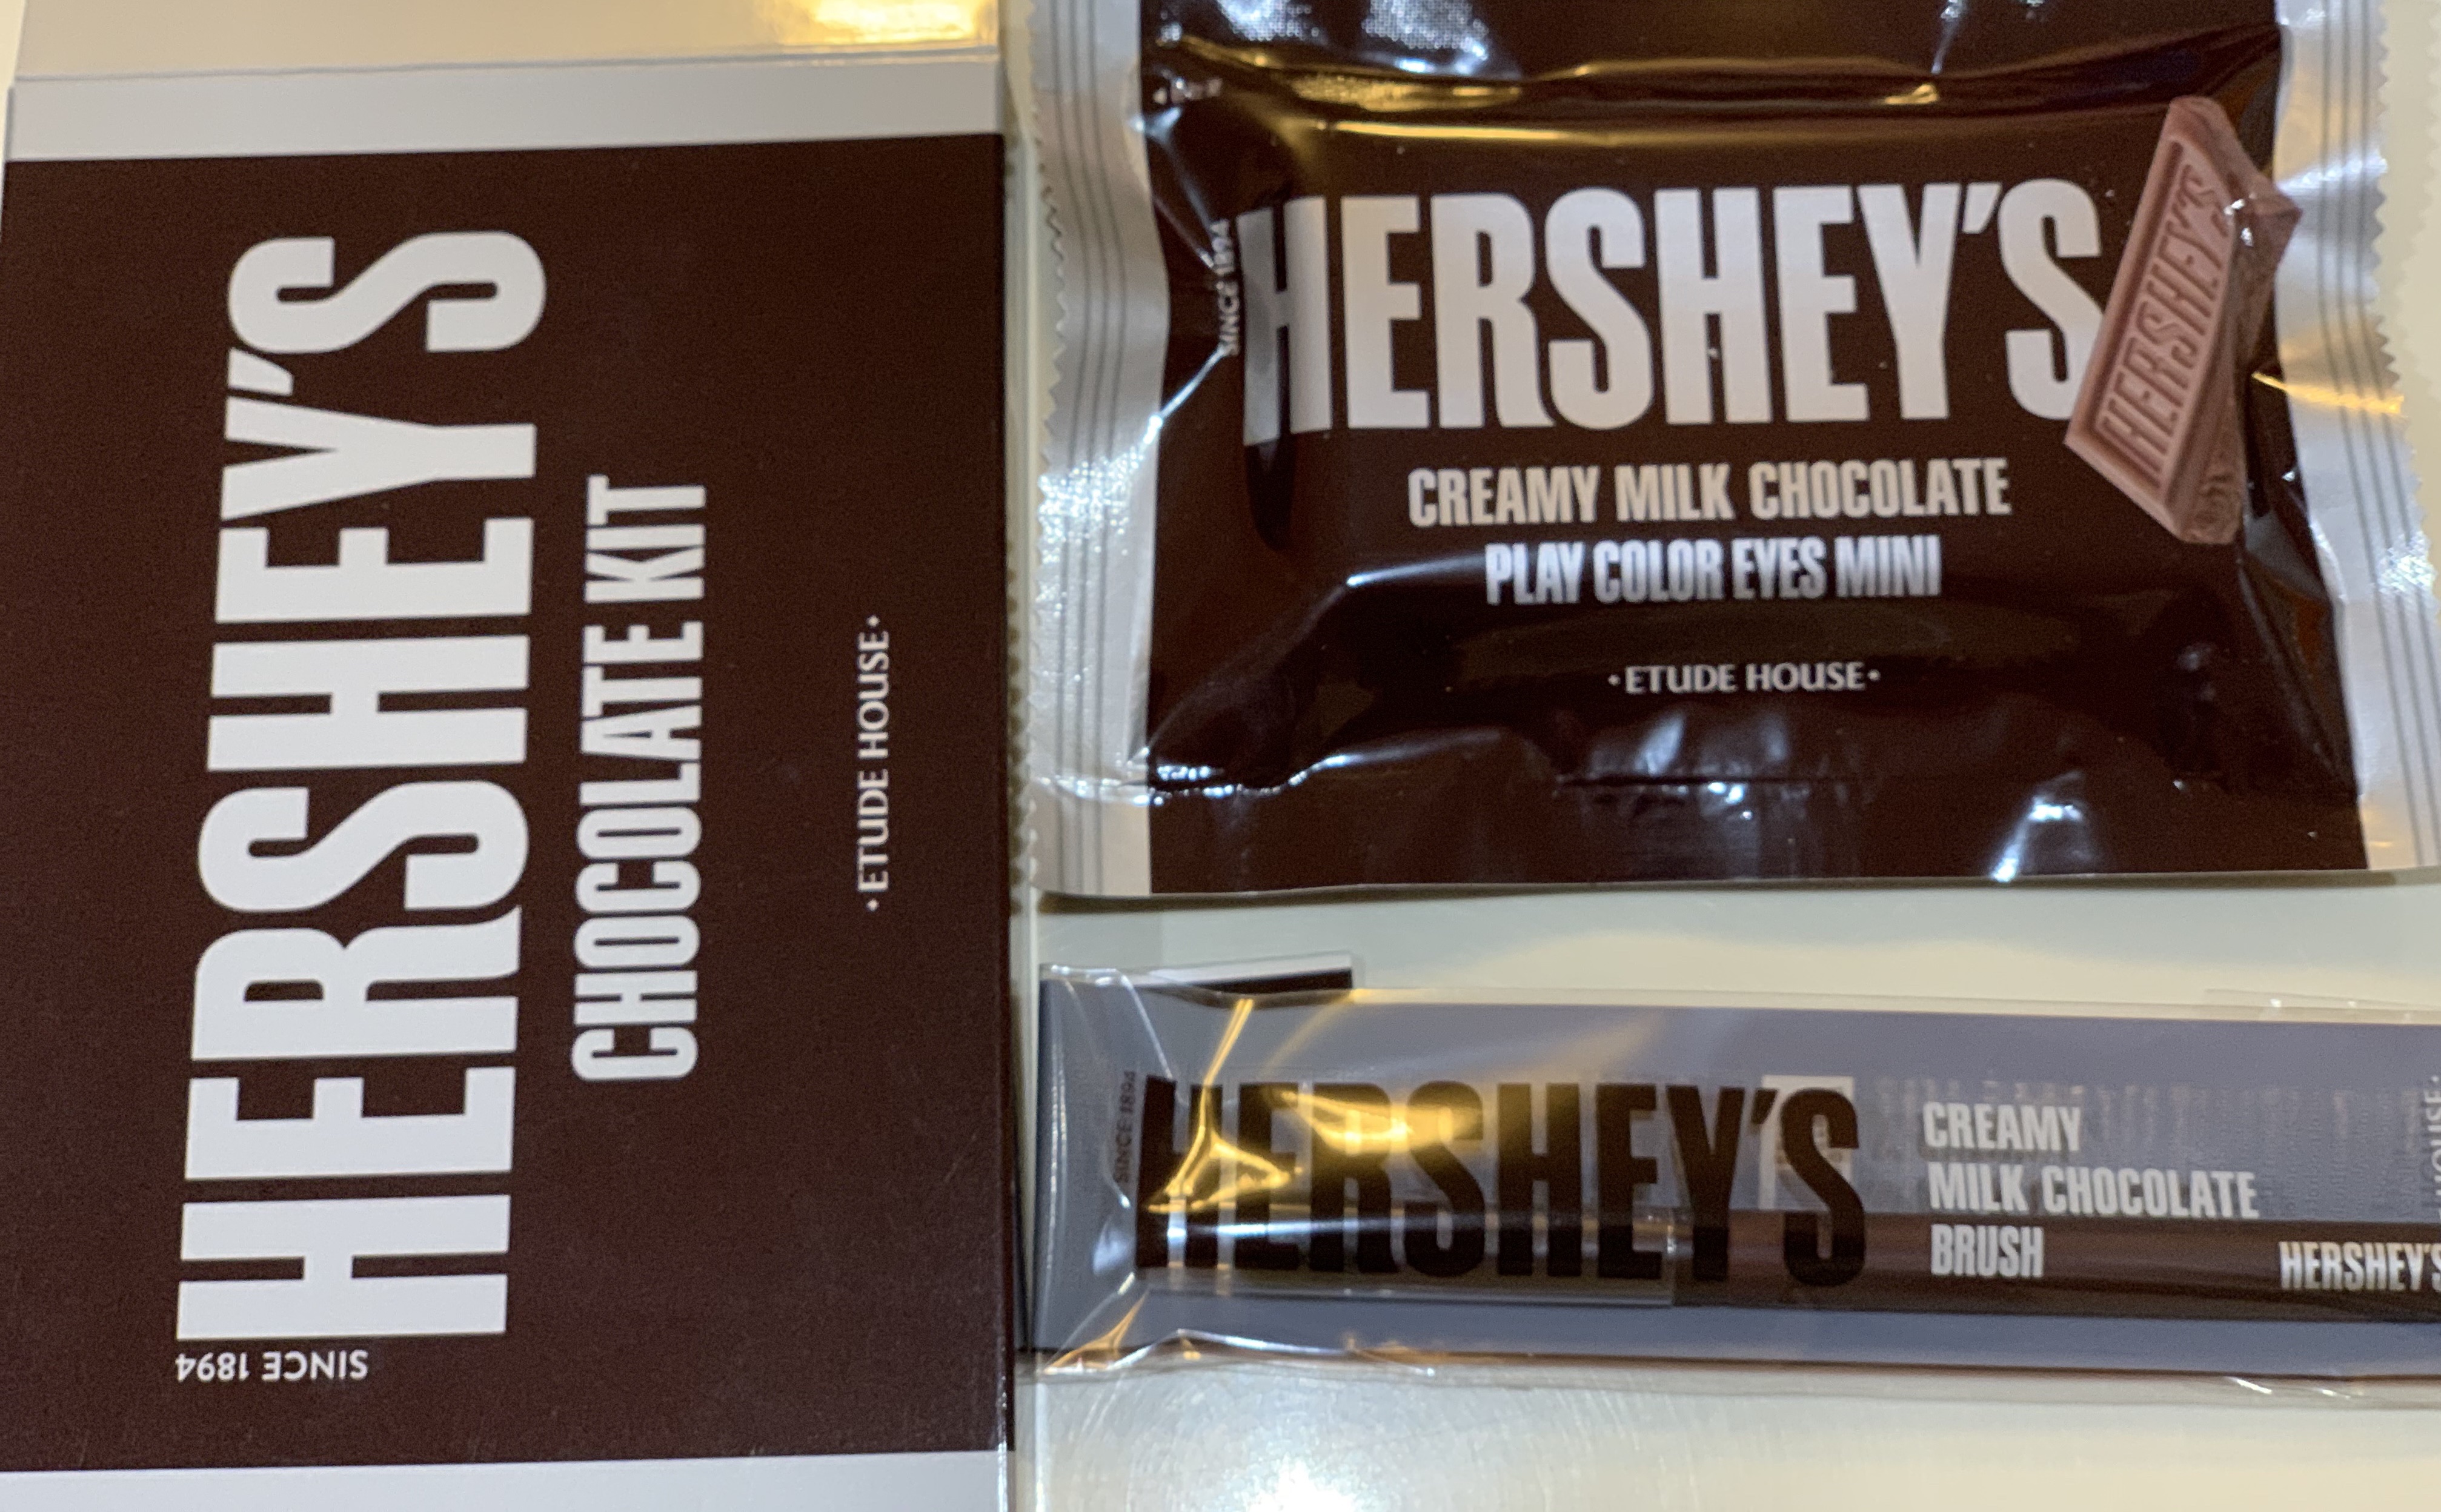 HERSHEY'S
CHOCOLATE KIT
•ETUDE HOUSE•
SINCE 1894
SINCE 1894
HERSHEY'S
HERSHEY'S
CREAMY MILK CHOCOLATE
PLAY COLOR EYES MINI
•ETUDE HOUSE•
SINCE 1894
HERSHEY'S
CREAMY
MILK CHOCOLATE
BRUSH
HERSHEY'S
HOUSE•